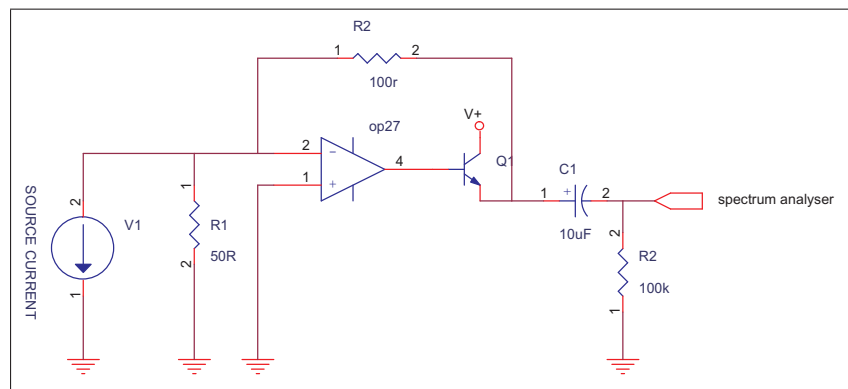 R2
1
2
100r
op27
V+
2
−
4
Q1
1
+
C1
1
+
2
spectrum analyser
10uF
SOURCE CURRENT
2
V1
1
1
R1
50R
2
2
R2
100k
1